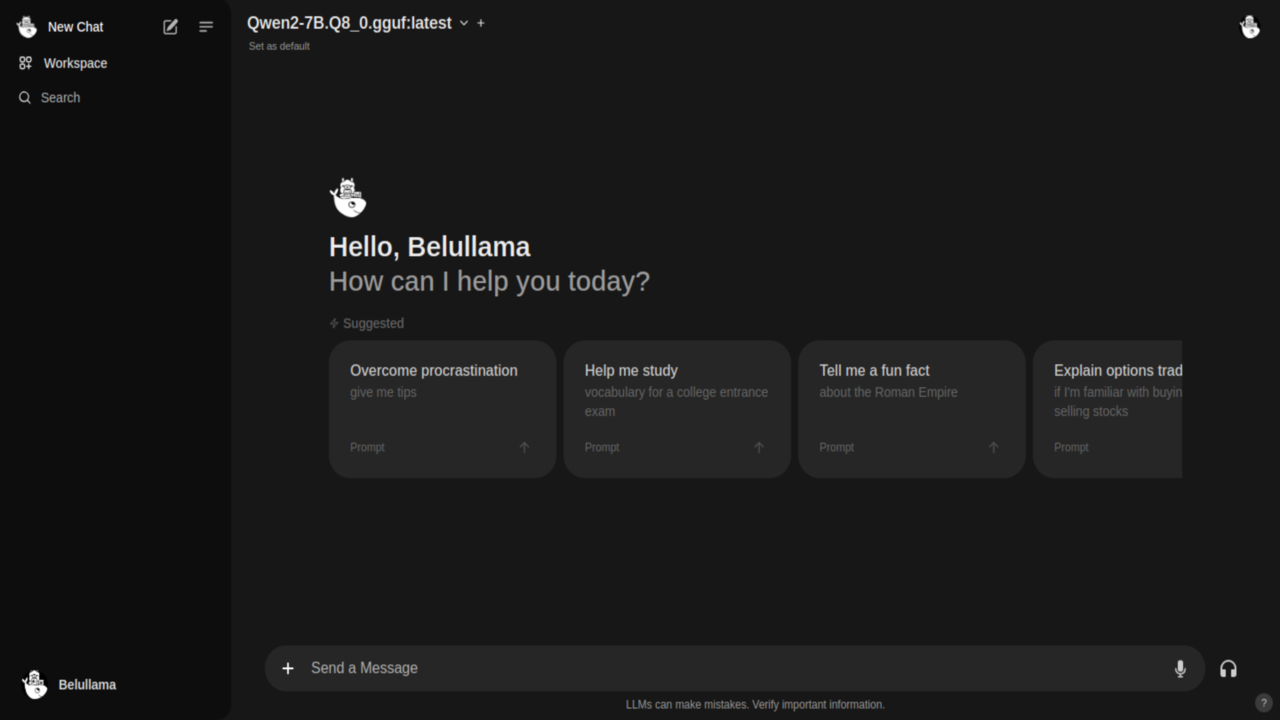 New Chat
Workspace
Search
Qwen2-7B.Q8_0.gguf:latest
Set as default
Hello, Belullama
How can I help you today?
Suggested
Overcome procrastination
give me tips
Prompt
Help me study
vocabulary for a college entrance
exam
Prompt
Tell me a fun fact
about the Roman Empire
Prompt
Explain options trad
if I'm familiar with buyin
selling stocks
Prompt
Send a Message
LLMs can make mistakes. Verify important information.
Belullama
?